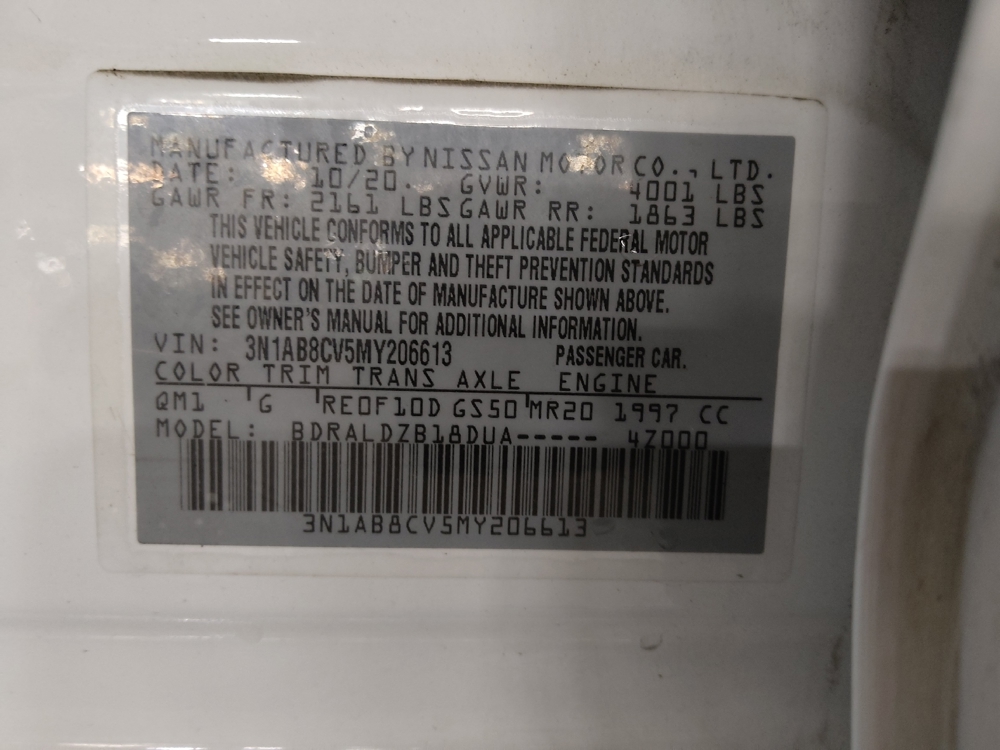 MANUFACTURED BY NISSAN MOTOR CO., LTD.
DATE: 10/20. GVWR: 4001 LBS
GAWR FR: 2161 LBS GAWR RR: 1863 LBS
THIS VEHICLE CONFORMS TO ALL APPLICABLE FEDERAL MOTOR
VEHICLE SAFETY, BUMPER AND THEFT PREVENTION STANDARDS
IN EFFECT ON THE DATE OF MANUFACTURE SHOWN ABOVE.
SEE OWNER'S MANUAL FOR ADDITIONAL INFORMATION.
VIN: 3N1AB8CV5MY206613 PASSENGER CAR.
COLOR TRIM TRANS AXLE ENGINE
QM1 G RE0F10D GS50 MR20 1997 CC
MODEL: BDRALDZB18DUA----- 4Z000
3N1AB8CV5MY206613